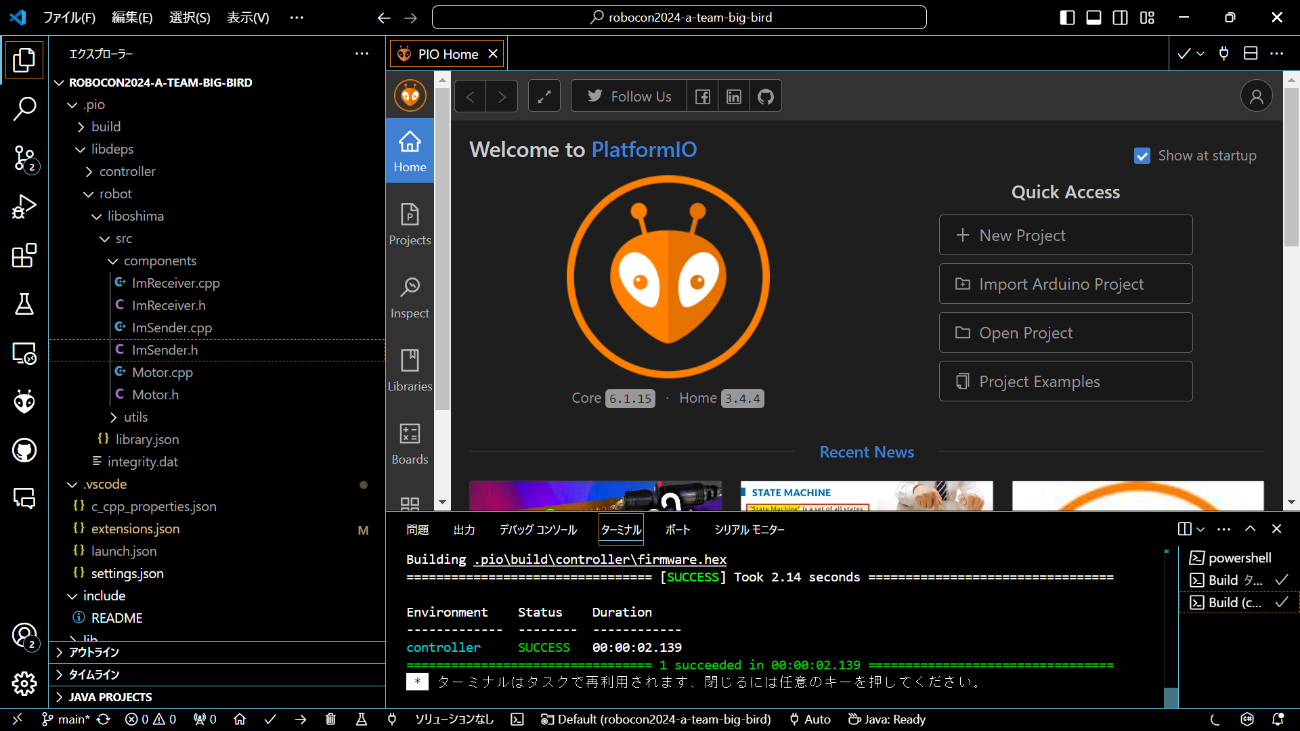 ファイル(F) 編集(E) 選択(S) 表示(V) ··· robocon2024-a-team-big-bird
エクスプローラー ···
ROBOCON2024-A-TEAM-BIG-BIRD
.pio
build
libdeps
controller
robot
liboshima
src
components
ImReceiver.cpp
ImReceiver.h
ImSender.cpp
ImSender.h
Motor.cpp
Motor.h
utils
library.json
integrity.dat
.vscode
c_cpp_properties.json
extensions.json M
launch.json
settings.json
include
README
lib
アウトライン
タイムライン
JAVA PROJECTS
2
2
PIO Home
Follow Us
Home
Projects
Inspect
Libraries
Boards
Welcome to PlatformIO
Show at startup
Core 6.1.15 · Home 3.4.4
Quick Access
New Project
Import Arduino Project
Open Project
Project Examples
Recent News
STATE MACHINE
"State Machine" is a set of all states
問題 出力 デバッグ コンソール ターミナル ポート シリアル モニター
Building .pio\build\controller\firmware.hex
================================= [SUCCESS] Took 2.14 seconds =================================
Environment Status Duration
------------- -------- ------------
controller SUCCESS 00:00:02.139
================================= 1 succeeded in 00:00:02.139 =================================
* ターミナルはタスクで再利用されます、閉じるには任意のキーを押してください。
powershell
Build タ...
Build (c...
main* 0 0 0 ソリューションなし Default (robocon2024-a-team-big-bird) Auto Java: Ready